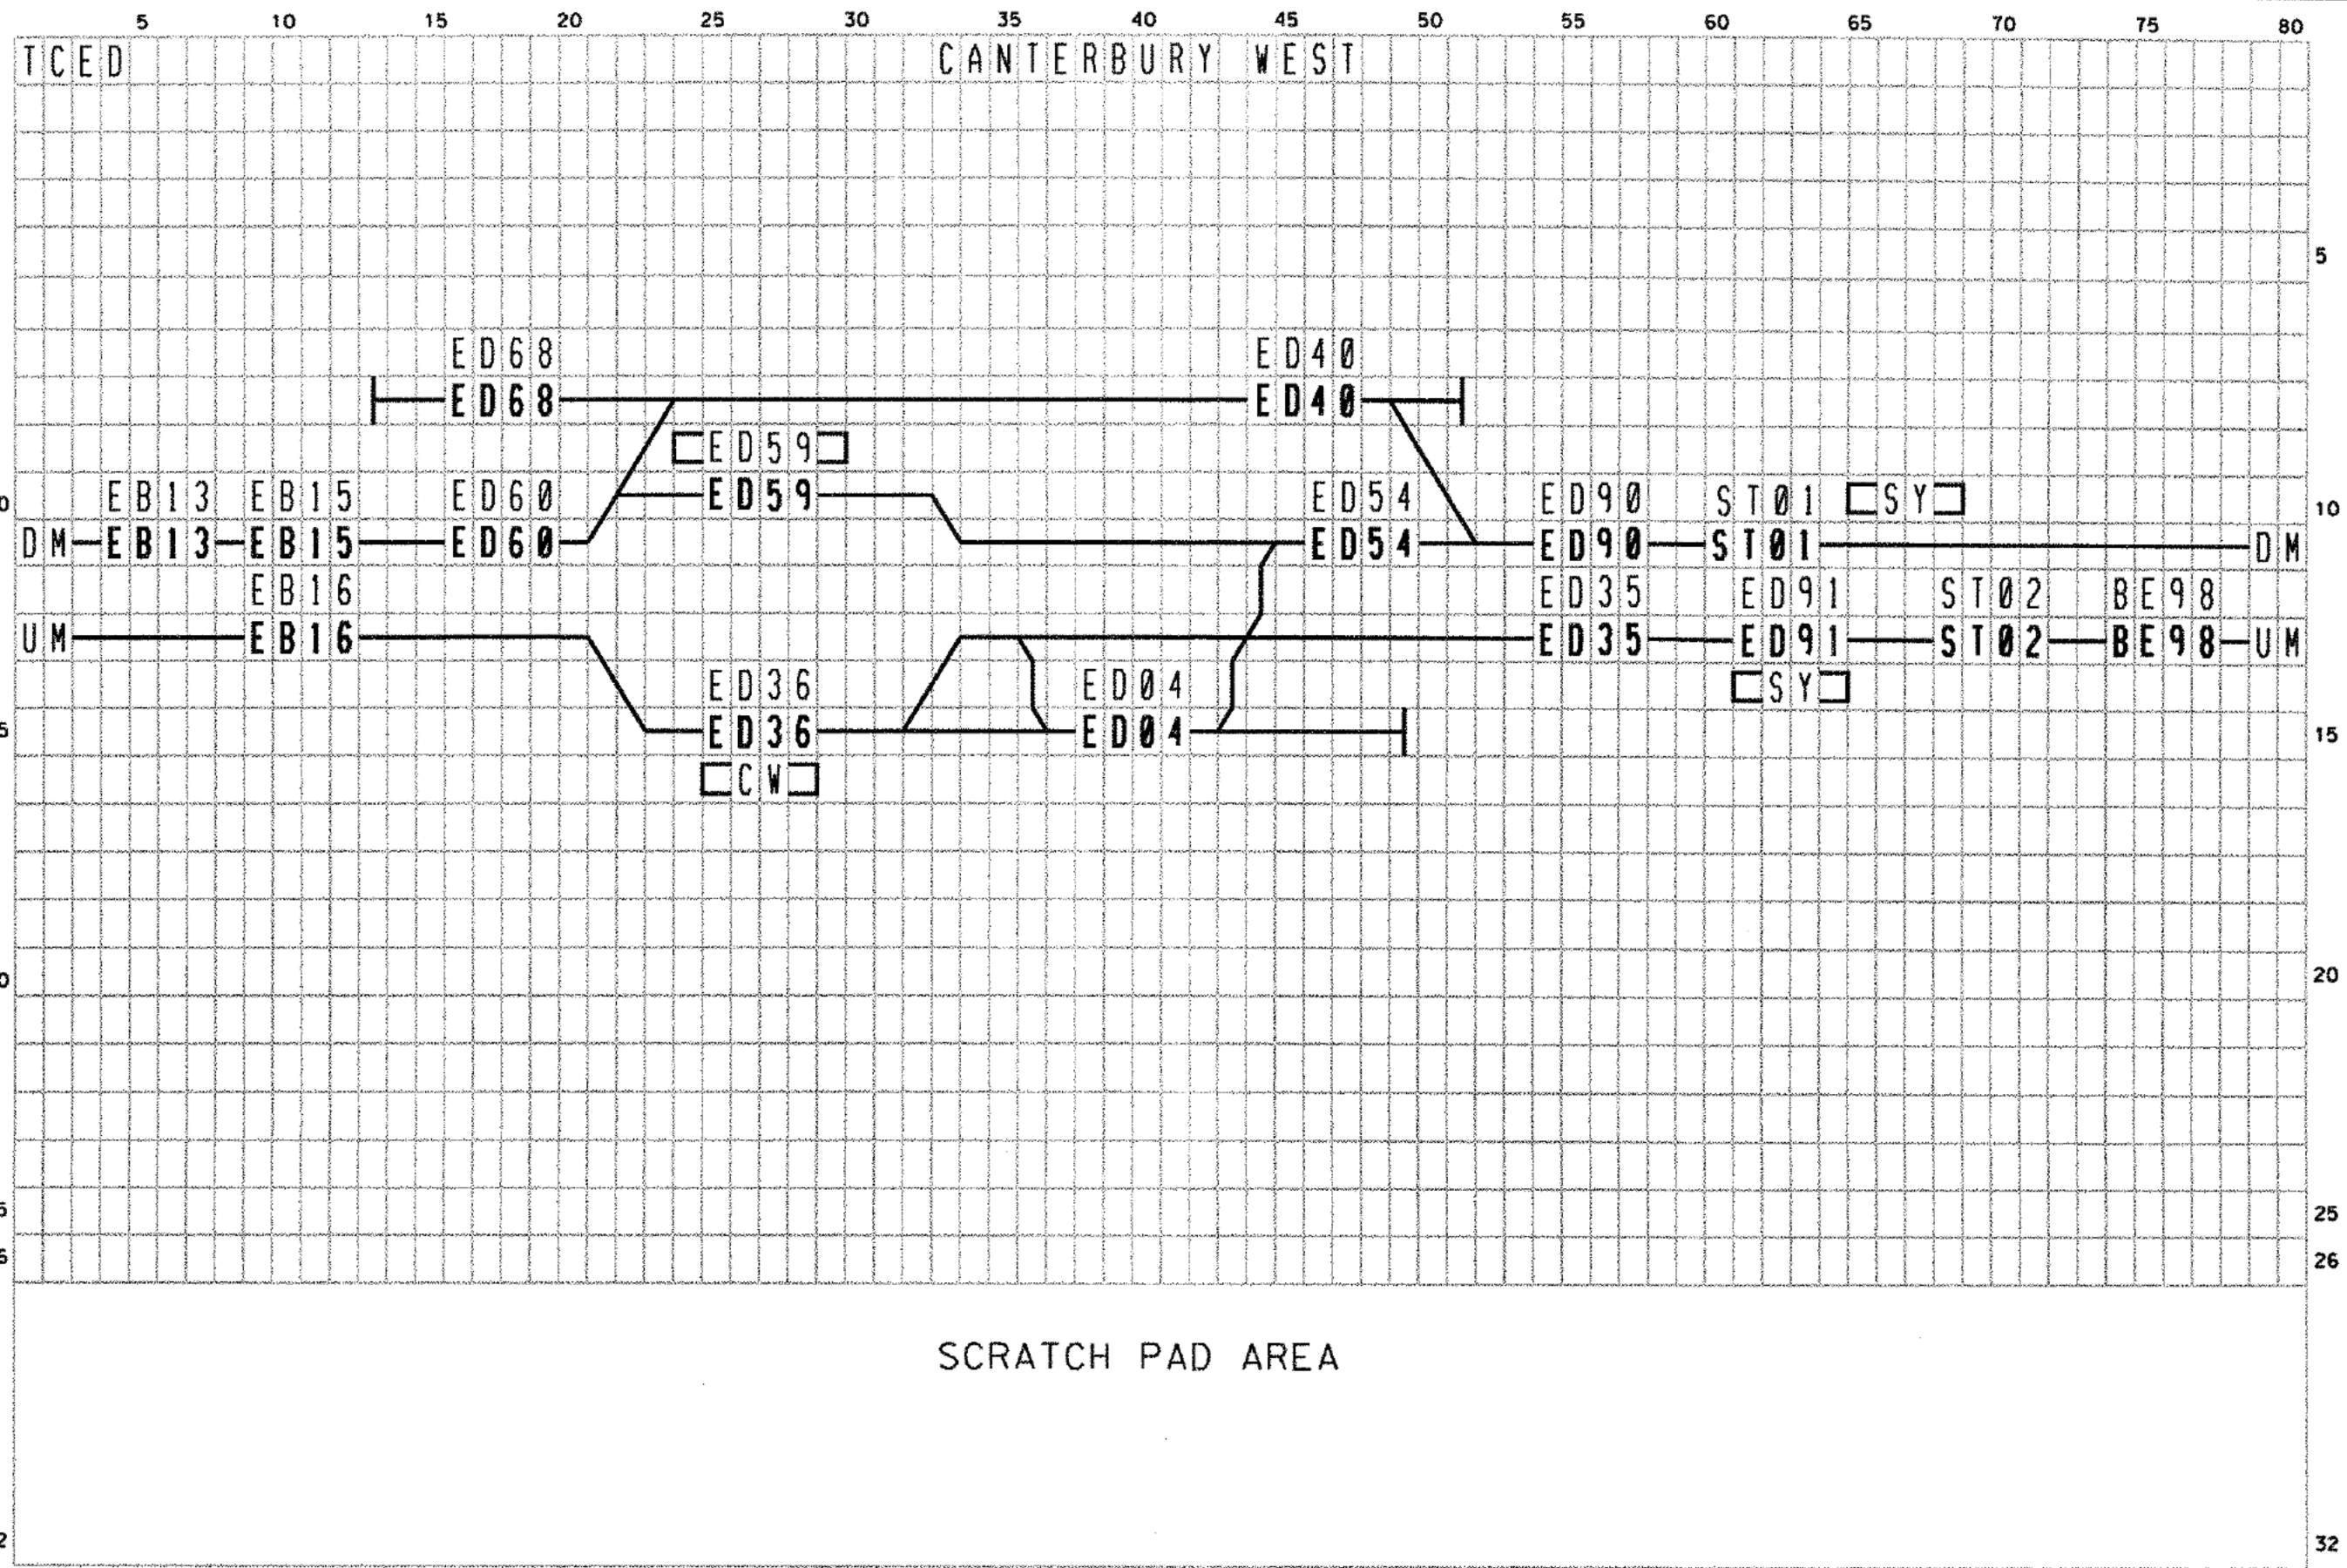 5 10 15 20 25 30 35 40 45 50 55 60 65 70 75 80
TCED CANTERBURY WEST
5
ED68 ED40
ED68 ED40
ED59
EB13 EB15 ED60 ED59 ED54 ED90 ST01 SY 10
DM EB13 EB15 ED60 ED54 ED90 ST01 DM
EB16 ED35 ED91 ST02 BE98
UM EB16 ED35 ED91 ST02 BE98 UM
ED36 ED04 SY
ED36 ED04 15
CW
20
25
26
SCRATCH PAD AREA
32